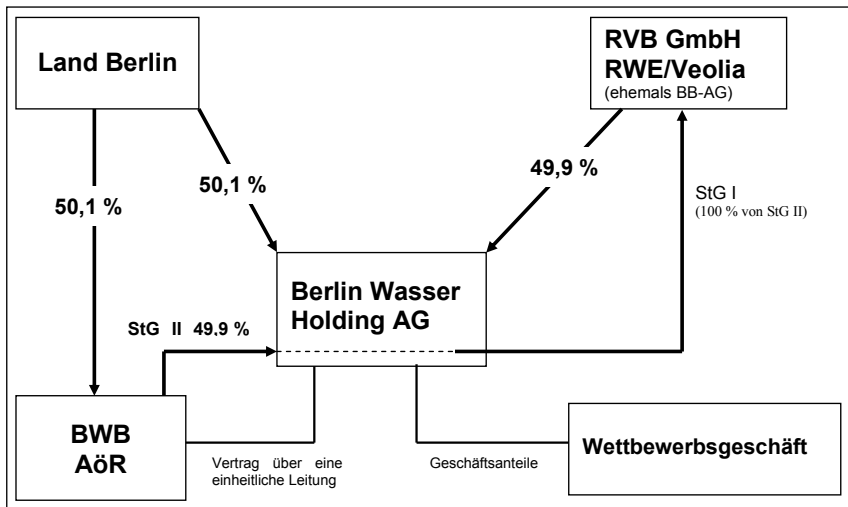 Land Berlin
RVB GmbH
RWE/Veolia
(ehemals BB-AG)
50,1 %
50,1 %
49,9 %
StG I
(100 % von StG II)
Berlin Wasser
Holding AG
StG II 49,9 %
BWB
AöR
Vertrag über eine
einheitliche Leitung
Geschäftsanteile
Wettbewerbsgeschäft